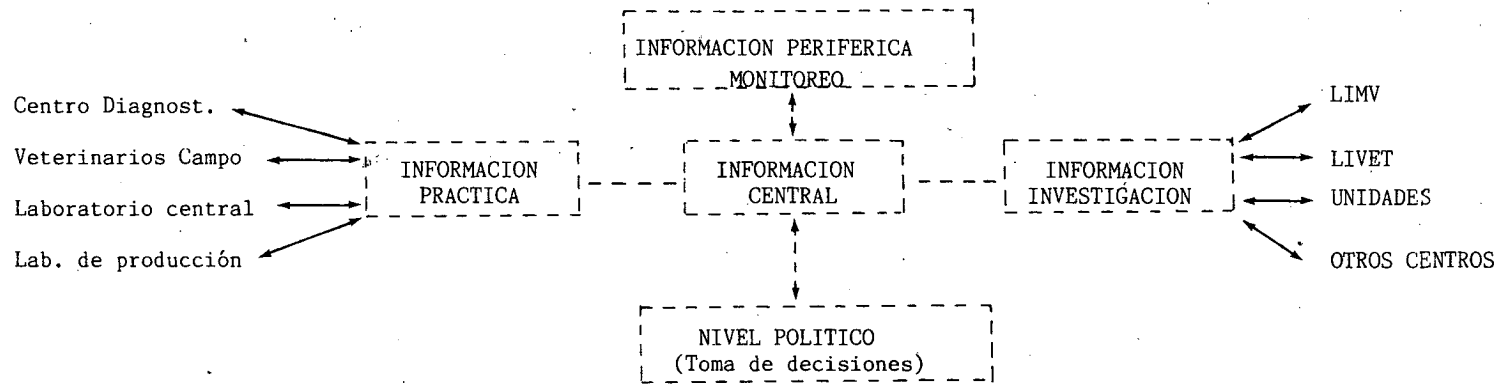 INFORMACION PERIFERICA
MONITOREO
Centro Diagnost.
Veterinarios Campo
Laboratorio central
Lab. de producción
INFORMACION
PRACTICA
INFORMACION
CENTRAL
INFORMACION
INVESTIGACION
LIMV
LIVET
UNIDADES
OTROS CENTROS
NIVEL POLITICO
(Toma de decisiones)